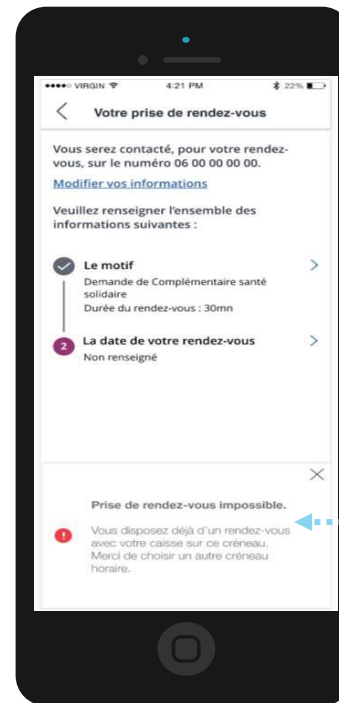 VIRGIN 4:21 PM 22%
Votre prise de rendez-vous
Vous serez contacté, pour votre rendez-
vous, sur le numéro 06 00 00 00 00.
Modifier vos informations
Veuillez renseigner l'ensemble des
informations suivantes :
Le motif
Demande de Complémentaire santé
solidaire
Durée du rendez-vous : 30mn
2 La date de votre rendez-vous
Non renseigné
Prise de rendez-vous impossible.
Vous disposez déjà d'un rendez-vous
avec votre caisse sur ce créneau.
Merci de choisir un autre créneau
horaire.